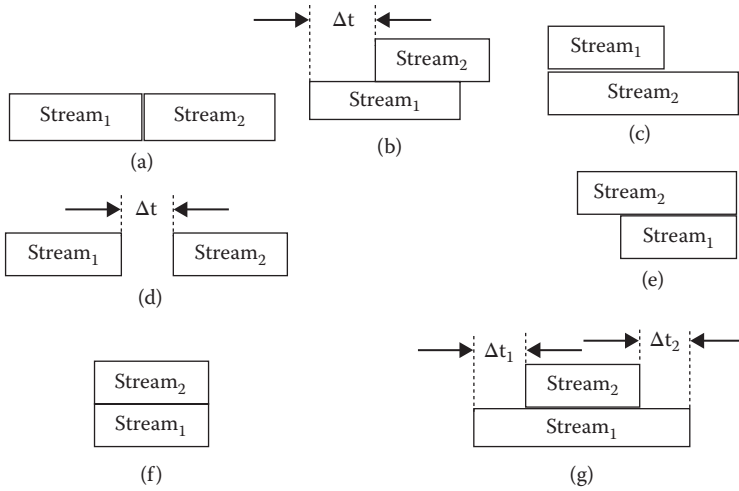 Stream₁ Stream₂
(a)
Δt
Stream₂
Stream₁
(b)
Stream₁
Stream₂
(c)
Δt
Stream₁ Stream₂
(d)
Stream₂
Stream₁
(e)
Stream₂
Stream₁
(f)
Δt₁ Δt₂
Stream₂
Stream₁
(g)